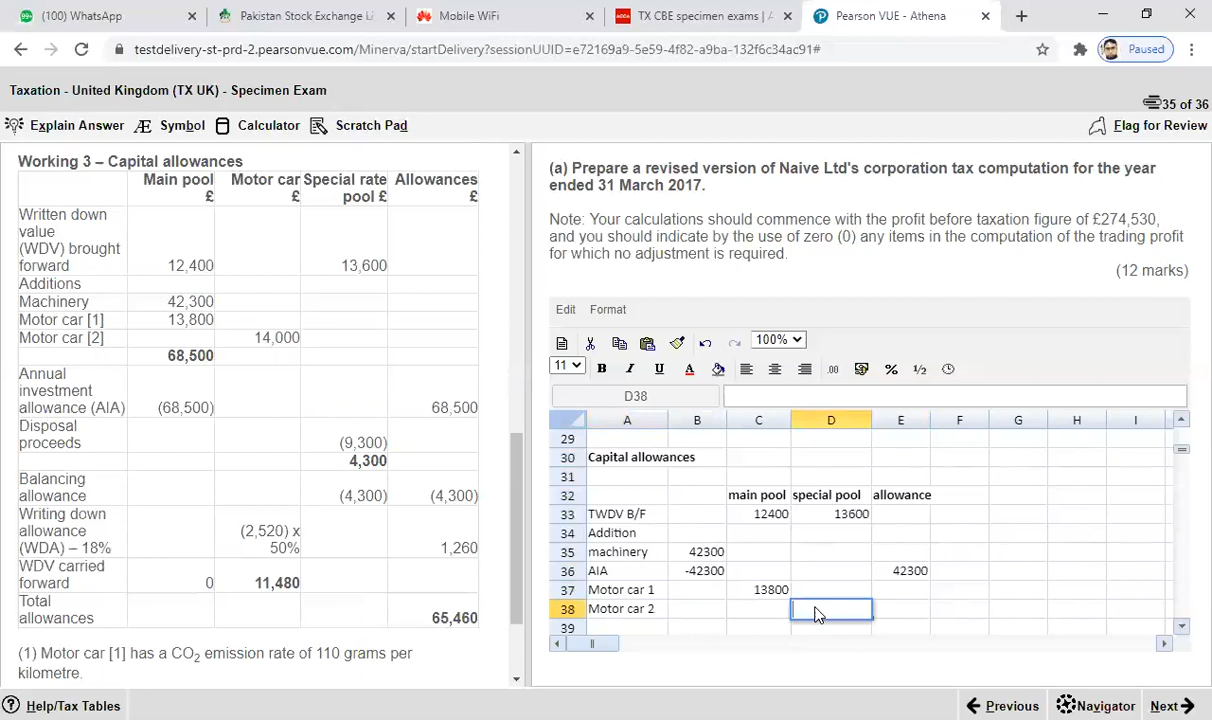 99+
(100) WhatsApp
Pakistan Stock Exchange Li
Mobile WiFi
ACCA
TX CBE specimen exams | A
Pearson VUE - Athena
testdelivery-st-prd-2.pearsonvue.com/Minerva/startDelivery?sessionUUID=e72169a9-5e59-4f82-a9ba-132f6c34ac91#
Paused
Taxation - United Kingdom (TX UK) - Specimen Exam
35 of 36
Explain Answer
Symbol
Calculator
Scratch Pad
Flag for Review
Working 3 – Capital allowances
Main pool £ Motor car £ Special rate pool £ Allowances £
Written down value (WDV) brought forward 12,400 13,600
Additions
Machinery 42,300
Motor car [1] 13,800
Motor car [2] 14,000
68,500
Annual investment allowance (AIA) (68,500) 68,500
Disposal proceeds (9,300)
4,300
Balancing allowance (4,300) (4,300)
Writing down allowance (WDA) – 18% (2,520) x 50% 1,260
WDV carried forward 0 11,480
Total allowances 65,460
(1) Motor car [1] has a CO2 emission rate of 110 grams per
kilometre.
(a) Prepare a revised version of Naive Ltd's corporation tax computation for the year
ended 31 March 2017.
Note: Your calculations should commence with the profit before taxation figure of £274,530,
and you should indicate by the use of zero (0) any items in the computation of the trading profit
for which no adjustment is required.
(12 marks)
Edit Format
100%
11 B I U A .00 % ½
D38
A B C D E F G H I
29
30 Capital allowances
31
32 main pool special pool allowance
33 TWDV B/F 12400 13600
34 Addition
35 machinery 42300
36 AIA -42300 42300
37 Motor car 1 13800
38 Motor car 2
39
Help/Tax Tables
Previous
Navigator
Next